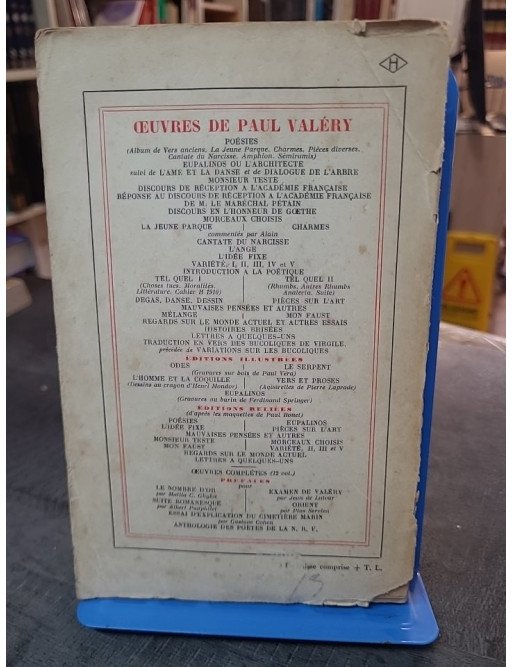 H
ŒUVRES DE PAUL VALÉRY
POÉSIES
(Album de Vers anciens, La Jeune Parque, Charmes, Pièces diverses,
Cantate du Narcisse, Amphion, Sémiramis)
EUPALINOS OU L'ARCHITECTE
suivi de L'AME ET LA DANSE et de DIALOGUE DE L'ARBRE
MONSIEUR TESTE
DISCOURS DE RÉCEPTION A L'ACADÉMIE FRANÇAISE
RÉPONSE AU DISCOURS DE RÉCEPTION A L'ACADÉMIE FRANÇAISE
DE M. LE MARÉCHAL PÉTAIN
DISCOURS EN L'HONNEUR DE GŒTHE
MORCEAUX CHOISIS
LA JEUNE PARQUE | CHARMES
commentés par Alain
CANTATE DU NARCISSE
L'ANGE
L'IDÉE FIXE
VARIÉTÉ, I, II, III, IV et V
INTRODUCTION A LA POÉTIQUE
TEL QUEL I | TEL QUEL II
(Choses tues, Moralités, | (Rhumbs, Autres Rhumbs
Littérature, Cahier B 1910) | Analecta, Suite)
DEGAS, DANSE, DESSIN | PIÈCES SUR L'ART
MAUVAISES PENSÉES ET AUTRES
MÉLANGE | MON FAUST
REGARDS SUR LE MONDE ACTUEL ET AUTRES ESSAIS
HISTOIRES BRISÉES
LETTRES A QUELQUES-UNS
TRADUCTION EN VERS DES BUCOLIQUES DE VIRGILE,
précédée de VARIATIONS SUR LES BUCOLIQUES
ÉDITIONS ILLUSTRÉES
ODES | LE SERPENT
(Gravures sur bois de Paul Vera)
L'HOMME ET LA COQUILLE | VERS ET PROSES
(Dessins au crayon d'Henri Mondor) | (Aquarelles de Pierre Laprade)
EUPALINOS
(Gravures au burin de Ferdinand Springer)
ÉDITIONS RELIÉES
(d'après les maquettes de Paul Bonet)
POÉSIES | EUPALINOS
L'IDÉE FIXE | PIÈCES SUR L'ART
MAUVAISES PENSÉES ET AUTRES
MONSIEUR TESTE | MORCEAUX CHOISIS
MON FAUST | VARIÉTÉ, II, III et V
REGARDS SUR LE MONDE ACTUEL
LETTRES A QUELQUES-UNS
ŒUVRES COMPLÈTES (12 vol.)
PRÉFACES
pour
LE NOMBRE D'OR | EXAMEN DE VALÉRY
par Matila C. Ghyka | par Jean de Latour
SUITE ROMANESQUE | ORIENT
par Albert Pauphilet | par Pius Servien
ESSAI D'EXPLICATION DU CIMETIÈRE MARIN
par Gustave Cohen
ANTHOLOGIE DES POÈTES DE LA N. R. F.
comprise + T. L.